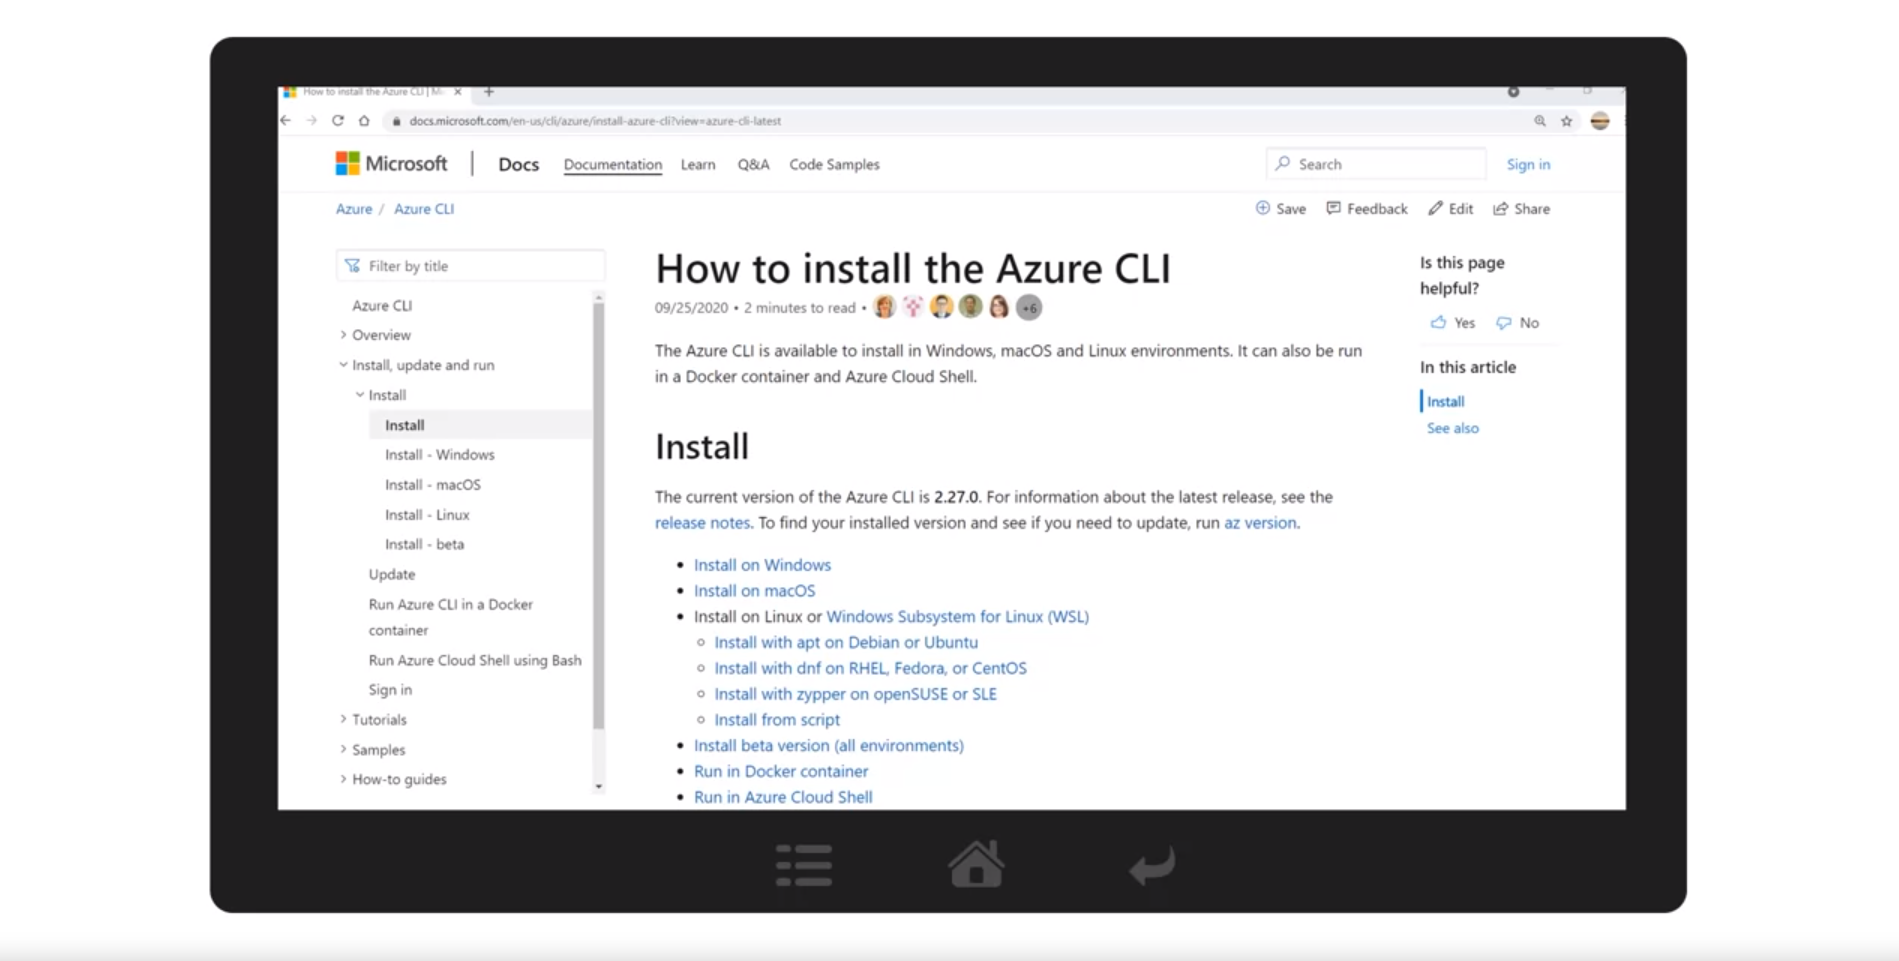 How to install the Azure CLI | Mi
docs.microsoft.com/en-us/cli/azure/install-azure-cli?view=azure-cli-latest
Microsoft | Docs Documentation Learn Q&A Code Samples Search Sign in
Azure / Azure CLI Save Feedback Edit Share
Filter by title
Azure CLI
Overview
Install, update and run
Install
Install
Install - Windows
Install - macOS
Install - Linux
Install - beta
Update
Run Azure CLI in a Docker
container
Run Azure Cloud Shell using Bash
Sign in
Tutorials
Samples
How-to guides
How to install the Azure CLI
09/25/2020 • 2 minutes to read • +6
The Azure CLI is available to install in Windows, macOS and Linux environments. It can also be run
in a Docker container and Azure Cloud Shell.
Install
The current version of the Azure CLI is 2.27.0. For information about the latest release, see the
release notes. To find your installed version and see if you need to update, run az version.
• Install on Windows
• Install on macOS
• Install on Linux or Windows Subsystem for Linux (WSL)
○ Install with apt on Debian or Ubuntu
○ Install with dnf on RHEL, Fedora, or CentOS
○ Install with zypper on openSUSE or SLE
○ Install from script
• Install beta version (all environments)
• Run in Docker container
• Run in Azure Cloud Shell
Is this page
helpful?
Yes No
In this article
Install
See also